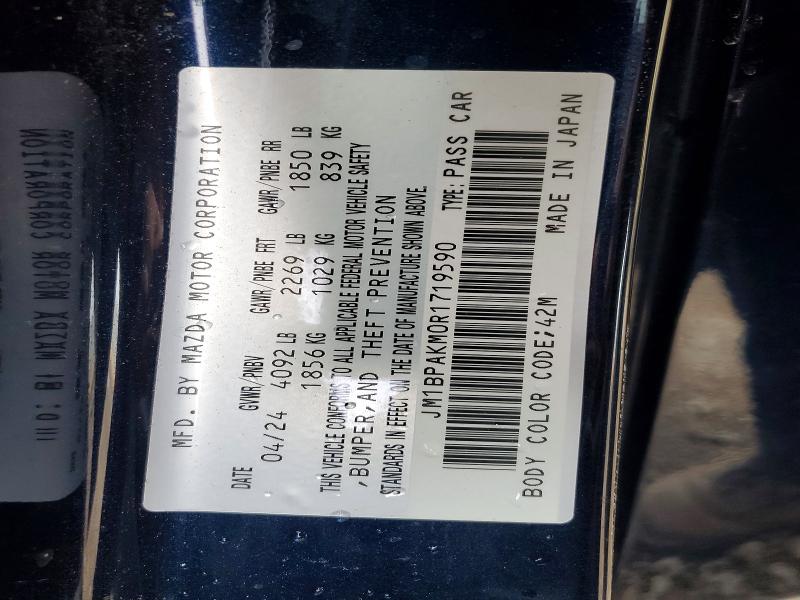 MFD. BY MAZDA MOTOR CORPORATION
DATE GVWR/PNBV GAWR/PNBE FRT GAWR/PNBE RR
04/24 4092 LB 2269 LB 1850 LB
1856 KG 1029 KG 839 KG
THIS VEHICLE CONFORMS TO ALL APPLICABLE FEDERAL MOTOR VEHICLE SAFETY
,BUMPER,AND THEFT PREVENTION
STANDARDS IN EFFECT ON THE DATE OF MANUFACTURE SHOWN ABOVE.
JM1BPAKM0R1719590 TYPE: PASS CAR
BODY COLOR CODE:42M MADE IN JAPAN